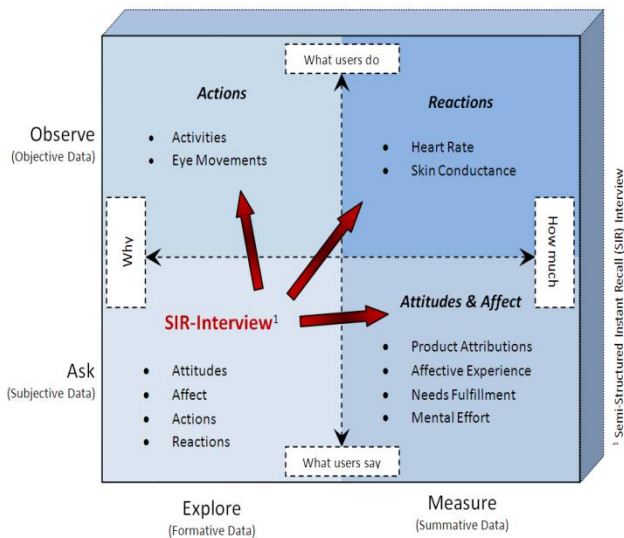 What users do
Actions
Reactions
Observe
(Objective Data)
• Activities
• Eye Movements
• Heart Rate
• Skin Conductance
Why
How much
SIR-Interview¹
Attitudes & Affect
Ask
(Subjective Data)
• Attitudes
• Affect
• Actions
• Reactions
• Product Attributions
• Affective Experience
• Needs Fulfillment
• Mental Effort
What users say
Explore
(Formative Data)
Measure
(Summative Data)
¹ Semi-Structured Instant Recall (SIR) Interview